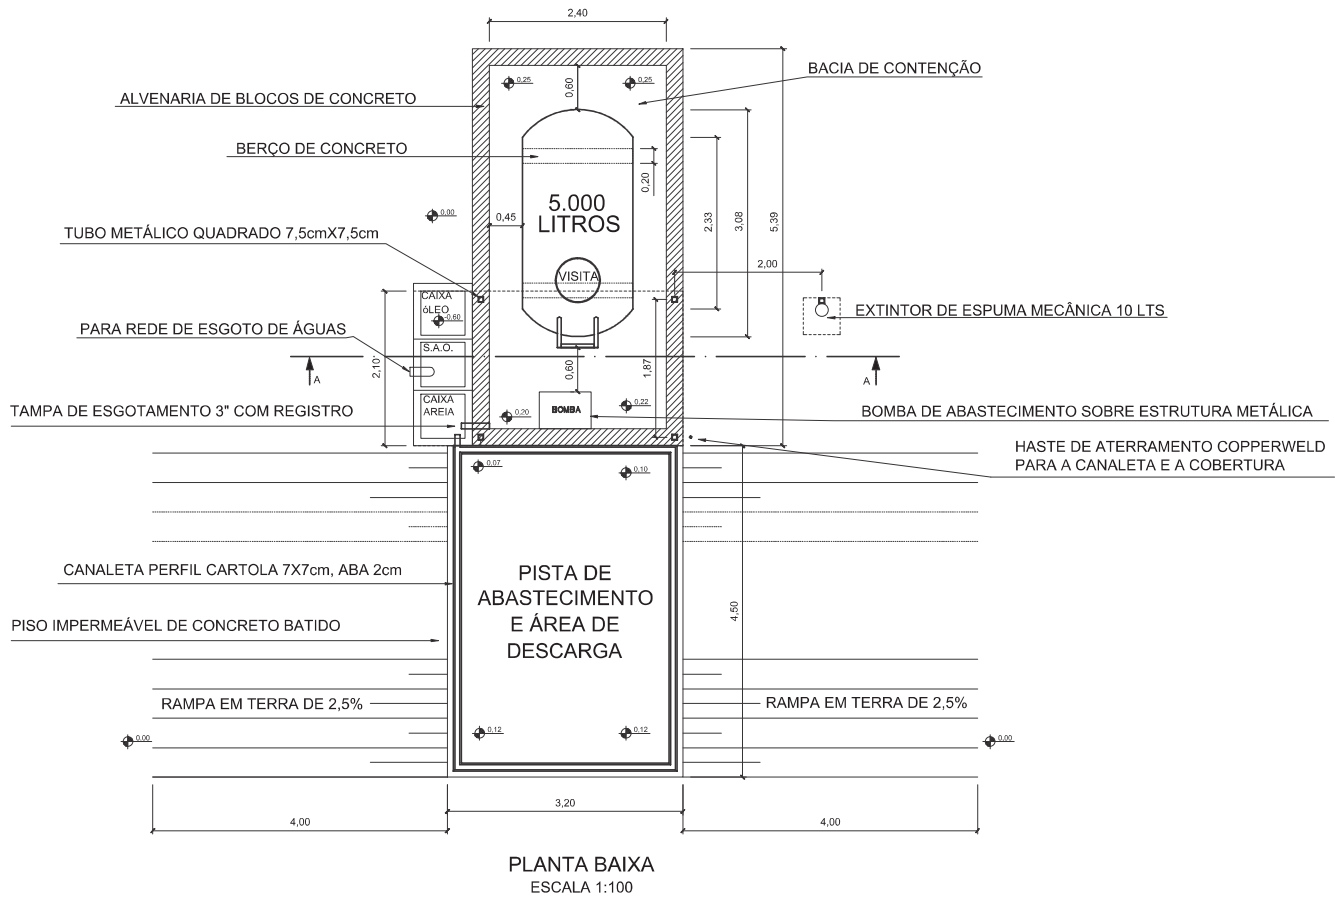 2,40
BACIA DE CONTENÇÃO
0,25
0,25
0,60
ALVENARIA DE BLOCOS DE CONCRETO
BERÇO DE CONCRETO
0,20
5.000
LITROS
0,00
0,45
2,33
3,08
5,39
TUBO METÁLICO QUADRADO 7,5cmX7,5cm
2,00
VISITA
CAIXA
óLEO
-0,60
EXTINTOR DE ESPUMA MECÂNICA 10 LTS
PARA REDE DE ESGOTO DE ÁGUAS
S.A.O.
2,10
0,60
1,87
A
A
CAIXA
AREIA
TAMPA DE ESGOTAMENTO 3" COM REGISTRO
0,20
BOMBA
0,22
BOMBA DE ABASTECIMENTO SOBRE ESTRUTURA METÁLICA
HASTE DE ATERRAMENTO COPPERWELD
PARA A CANALETA E A COBERTURA
0,07
0,10
CANALETA PERFIL CARTOLA 7X7cm, ABA 2cm
PISTA DE
ABASTECIMENTO
E ÁREA DE
DESCARGA
4,50
PISO IMPERMEÁVEL DE CONCRETO BATIDO
RAMPA EM TERRA DE 2,5%
RAMPA EM TERRA DE 2,5%
0,00
0,12
0,12
0,00
3,20
4,00
4,00
PLANTA BAIXA
ESCALA 1:100